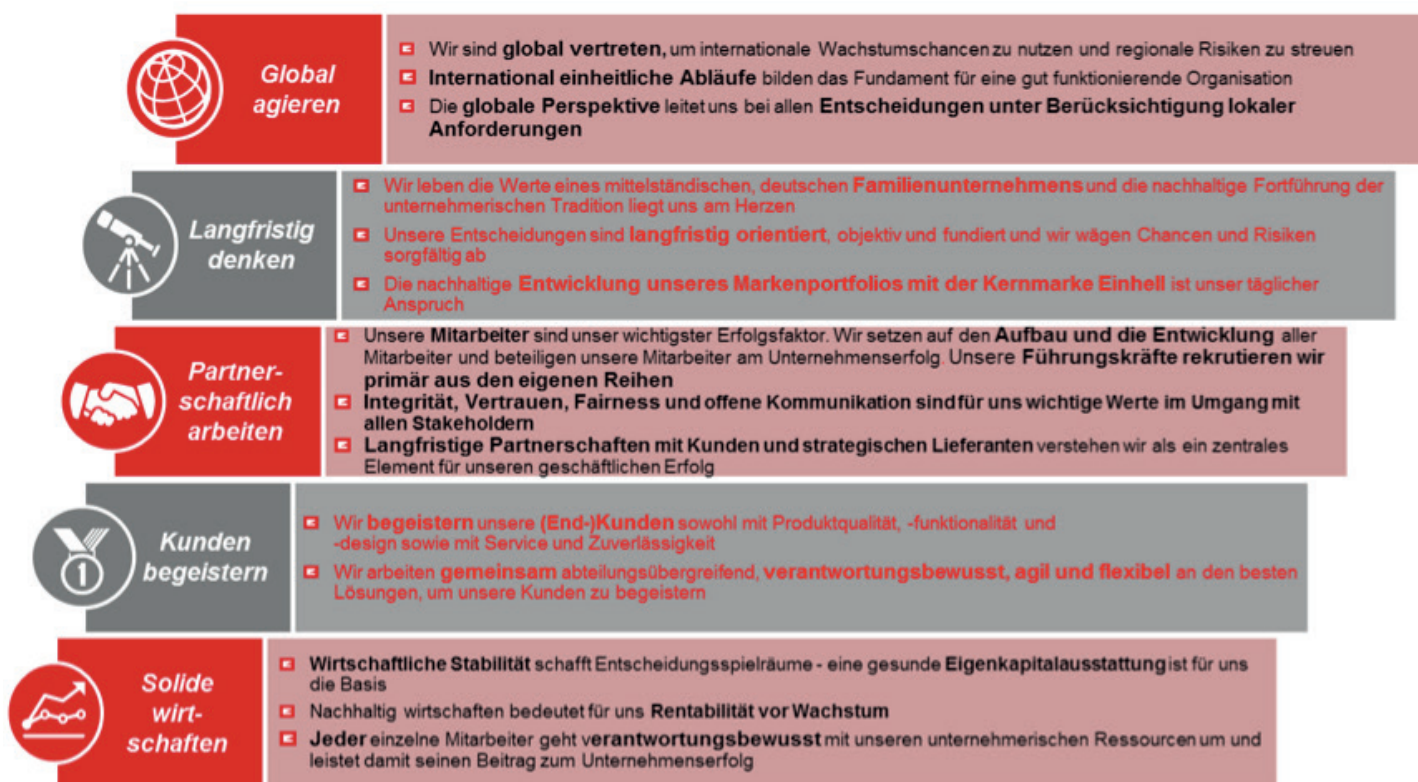 Global
agieren
Wir sind global vertreten, um internationale Wachstumschancen zu nutzen und regionale Risiken zu streuen
International einheitliche Abläufe bilden das Fundament für eine gut funktionierende Organisation
Die globale Perspektive leitet uns bei allen Entscheidungen unter Berücksichtigung lokaler
Anforderungen
Langfristig
denken
Wir leben die Werte eines mittelständischen, deutschen Familienunternehmens und die nachhaltige Fortführung der
unternehmerischen Tradition liegt uns am Herzen
Unsere Entscheidungen sind langfristig orientiert, objektiv und fundiert und wir wägen Chancen und Risiken
sorgfältig ab
Die nachhaltige Entwicklung unseres Markenportfolios mit der Kernmarke Einhell ist unser täglicher
Anspruch
Partner-
schaftlich
arbeiten
Unsere Mitarbeiter sind unser wichtigster Erfolgsfaktor. Wir setzen auf den Aufbau und die Entwicklung aller
Mitarbeiter und beteiligen unsere Mitarbeiter am Unternehmenserfolg. Unsere Führungskräfte rekrutieren wir
primär aus den eigenen Reihen
Integrität, Vertrauen, Fairness und offene Kommunikation sind für uns wichtige Werte im Umgang mit
allen Stakeholdern
Langfristige Partnerschaften mit Kunden und strategischen Lieferanten verstehen wir als ein zentrales
Element für unseren geschäftlichen Erfolg
1
Kunden
begeistern
Wir begeistern unsere (End-)Kunden sowohl mit Produktqualität, -funktionalität und
-design sowie mit Service und Zuverlässigkeit
Wir arbeiten gemeinsam abteilungsübergreifend, verantwortungsbewusst, agil und flexibel an den besten
Lösungen, um unsere Kunden zu begeistern
Solide
wirt-
schaften
Wirtschaftliche Stabilität schafft Entscheidungsspielräume - eine gesunde Eigenkapitalausstattung ist für uns
die Basis
Nachhaltig wirtschaften bedeutet für uns Rentabilität vor Wachstum
Jeder einzelne Mitarbeiter geht verantwortungsbewusst mit unseren unternehmerischen Ressourcen um und
leistet damit seinen Beitrag zum Unternehmenserfolg